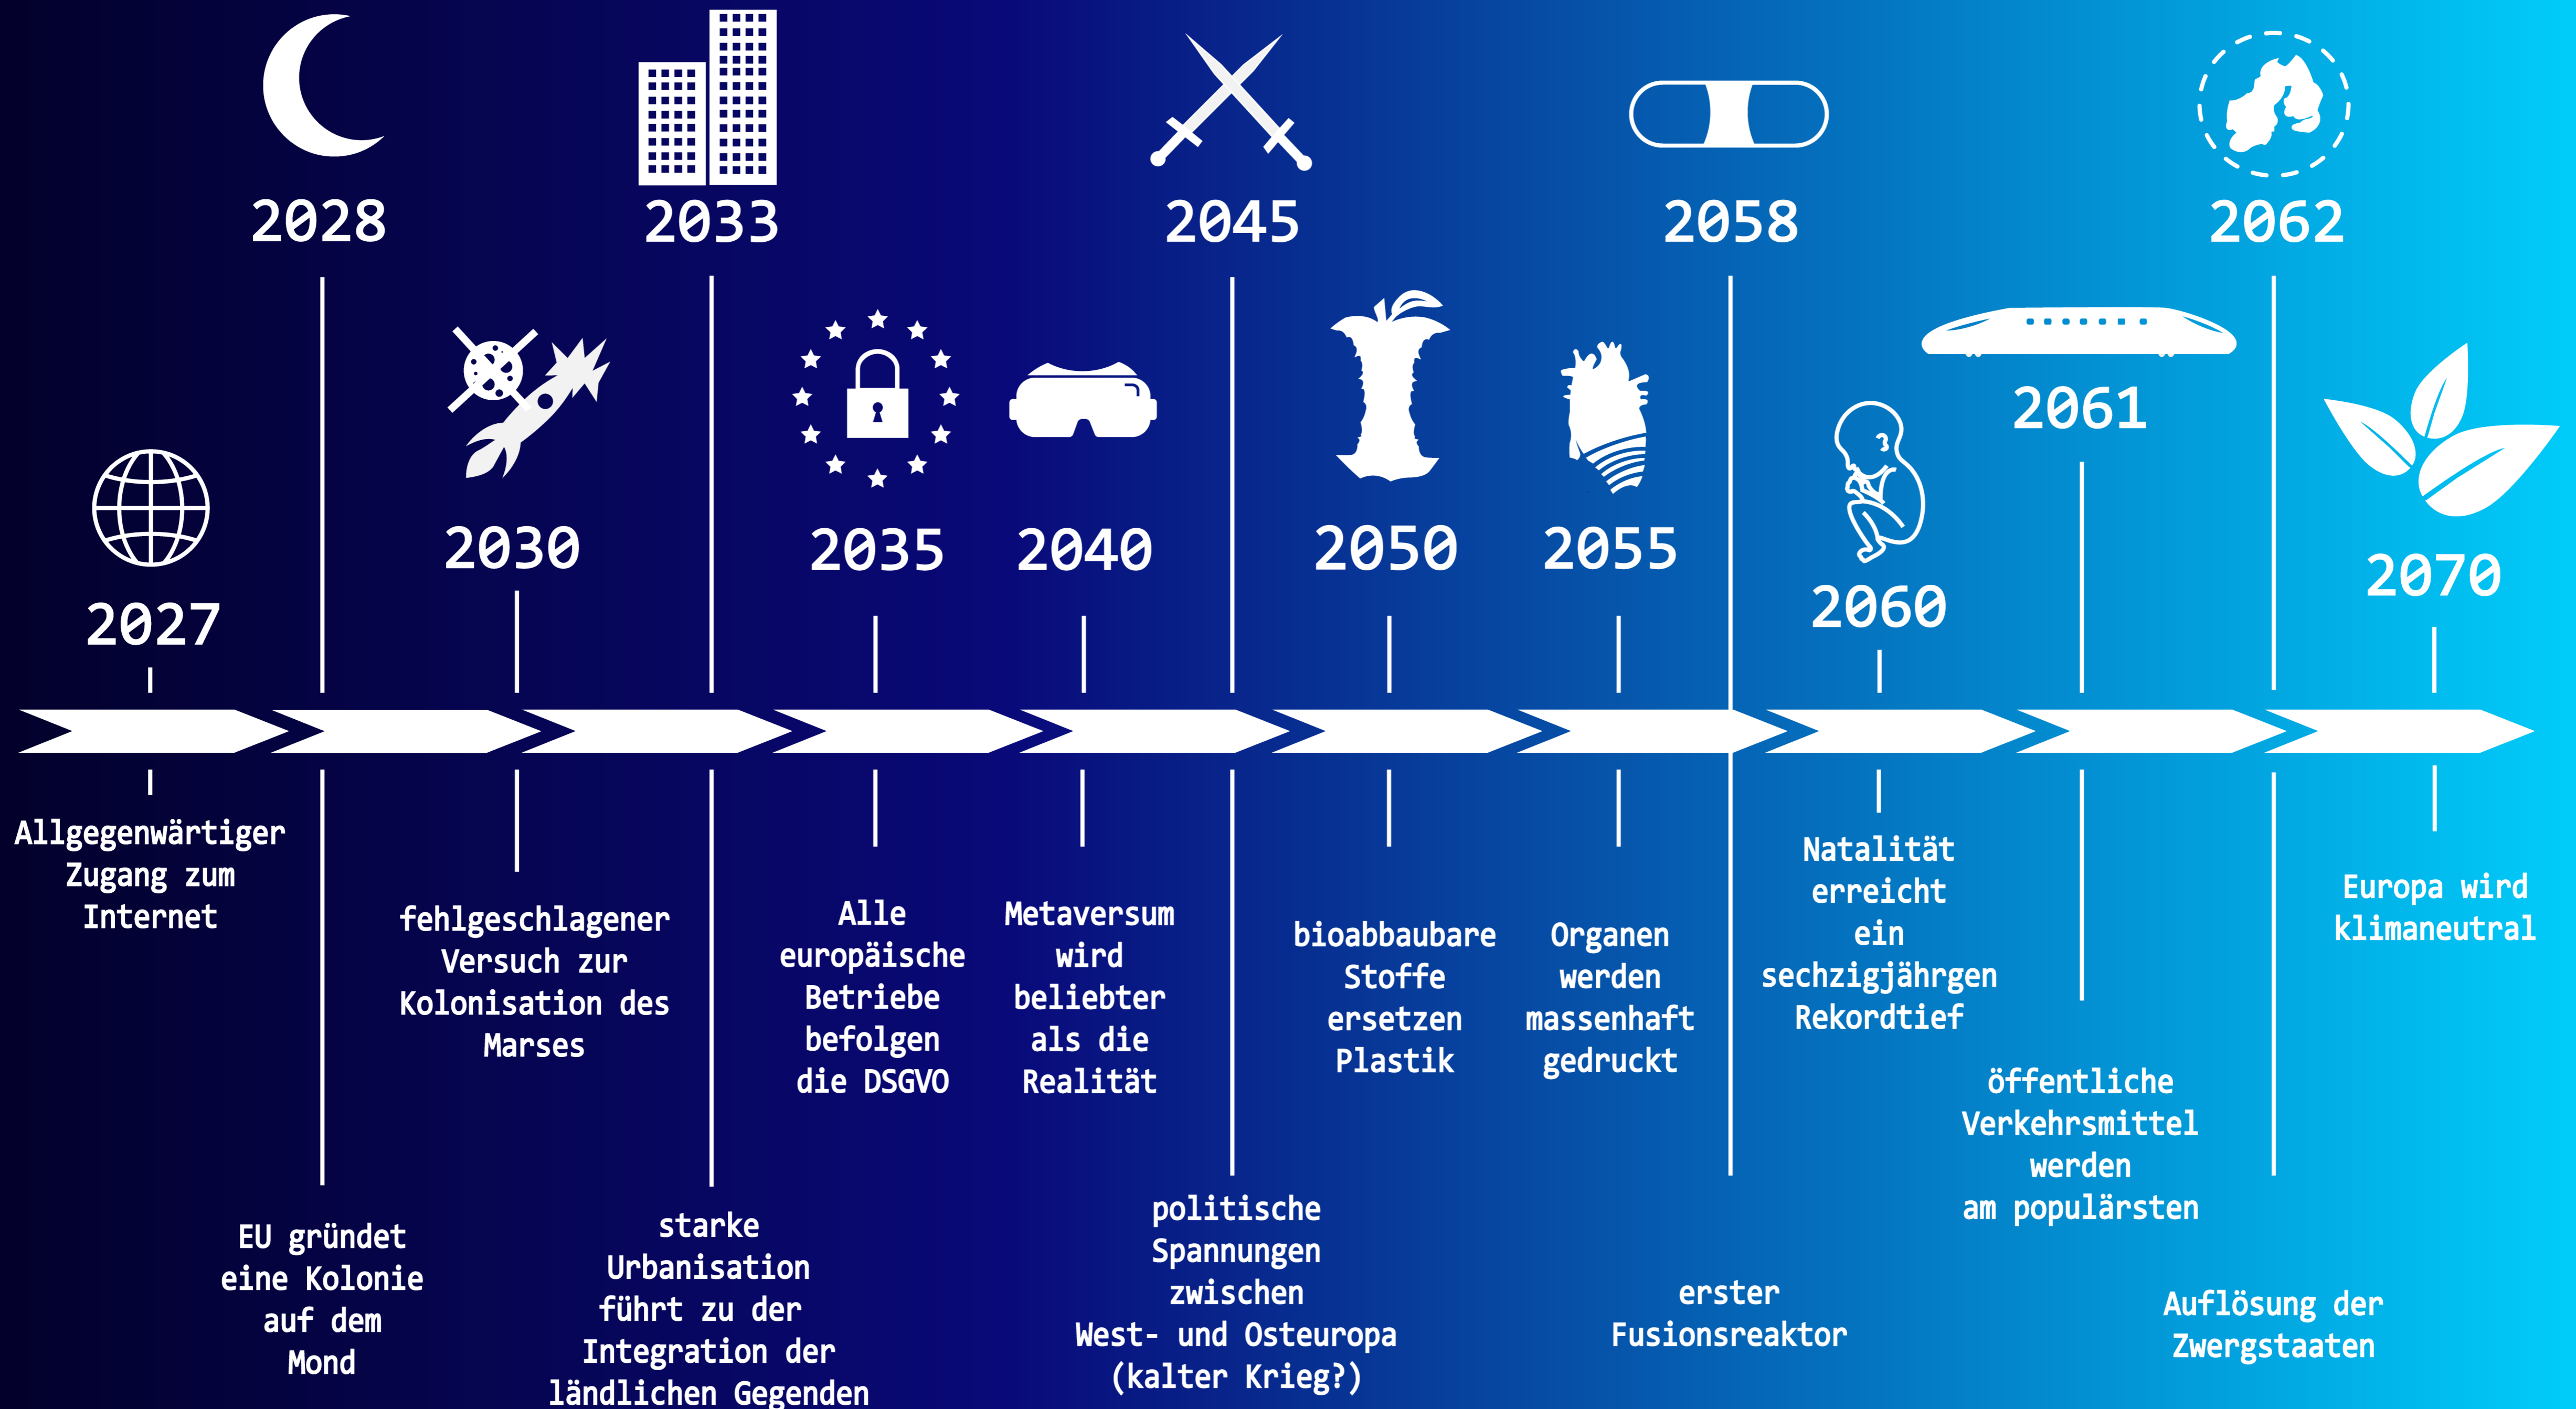 2027
Allgegenwärtiger
Zugang zum
Internet
2028
EU gründet
eine Kolonie
auf dem
Mond
2030
fehlgeschlagener
Versuch zur
Kolonisation des
Marses
2033
starke
Urbanisation
führt zu der
Integration der
ländlichen Gegenden
2035
Alle
europäische
Betriebe
befolgen
die DSGVO
2040
Metaversum
wird
beliebter
als die
Realität
2045
politische
Spannungen
zwischen
West- und Osteuropa
(kalter Krieg?)
2050
bioabbaubare
Stoffe
ersetzen
Plastik
2055
Organen
werden
massenhaft
gedruckt
2058
erster
Fusionsreaktor
2060
Natalität
erreicht
ein
sechzigjährgen
Rekordtief
2061
öffentliche
Verkehrsmittel
werden
am populärsten
2062
Auflösung der
Zwergstaaten
2070
Europa wird
klimaneutral